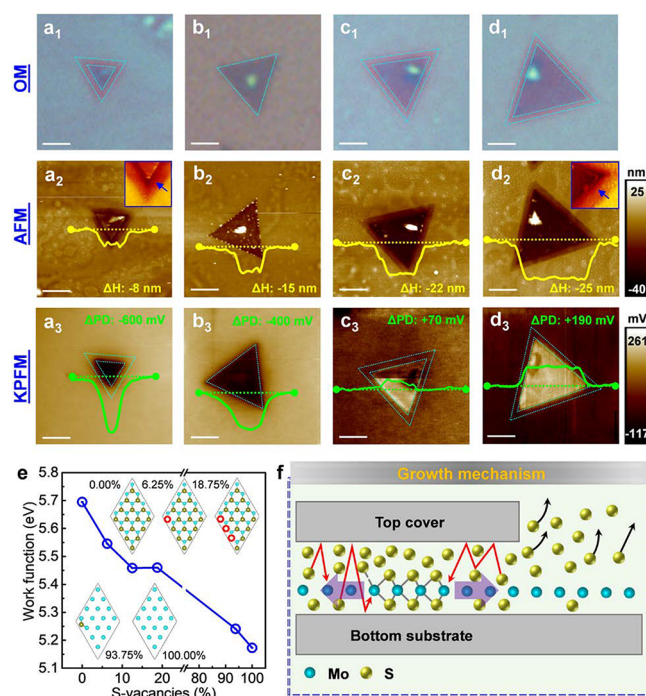 OM
a1
b1
c1
d1
AFM
a2
b2
c2
d2
ΔH: -8 nm
ΔH: -15 nm
ΔH: -22 nm
ΔH: -25 nm
nm
25
-40
KPFM
a3
b3
c3
d3
ΔPD: -600 mV
ΔPD: -400 mV
ΔPD: +70 mV
ΔPD: +190 mV
mV
261
-117
e
Work function (eV)
5.8
5.7
5.6
5.5
5.4
5.3
5.2
5.1
0.00%
6.25%
18.75%
93.75%
100.00%
0 10 20 80 90 100
S-vacancies (%)
f
Growth mechanism
Top cover
Bottom substrate
Mo
S